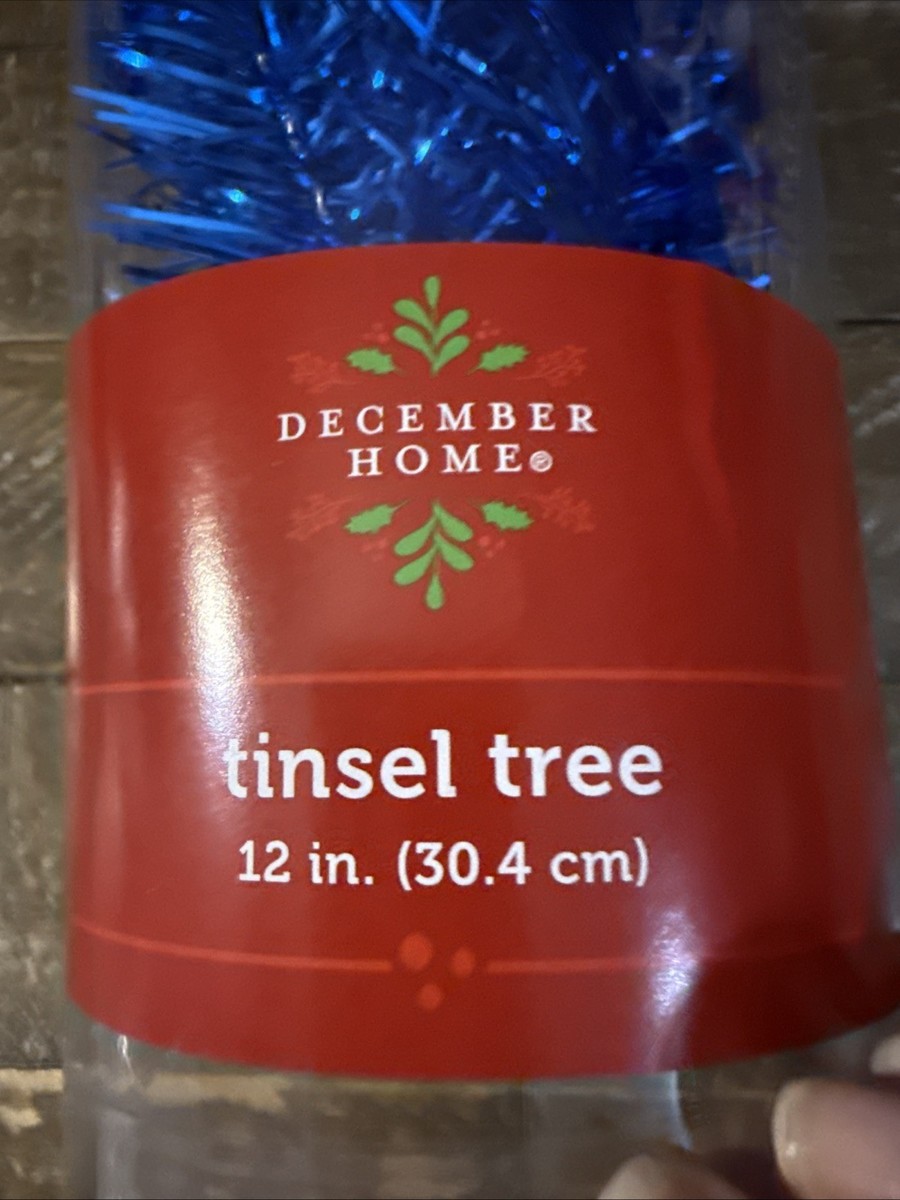 DECEMBER
HOME®
tinsel tree
12 in. (30.4 cm)